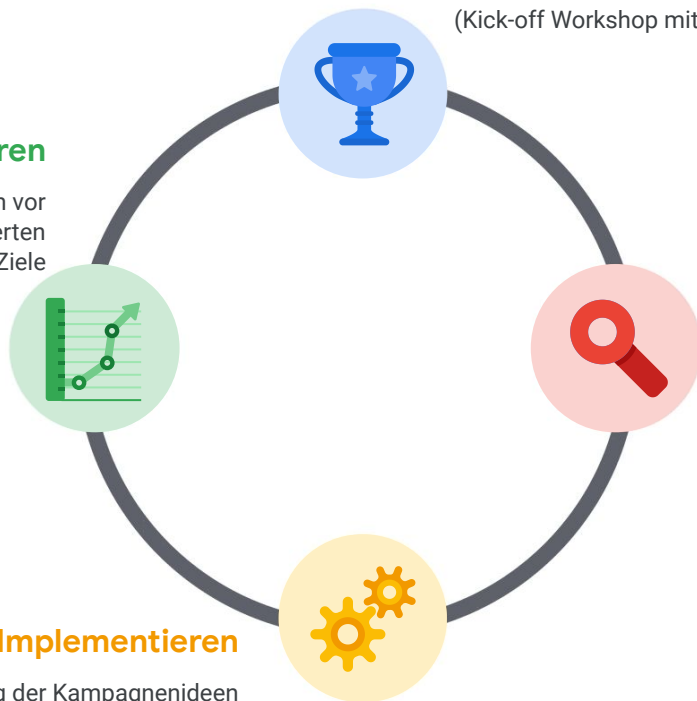 (Kick-off Workshop mit
ren
vor
erten
Ziele
Implementieren
der Kampagnenideen